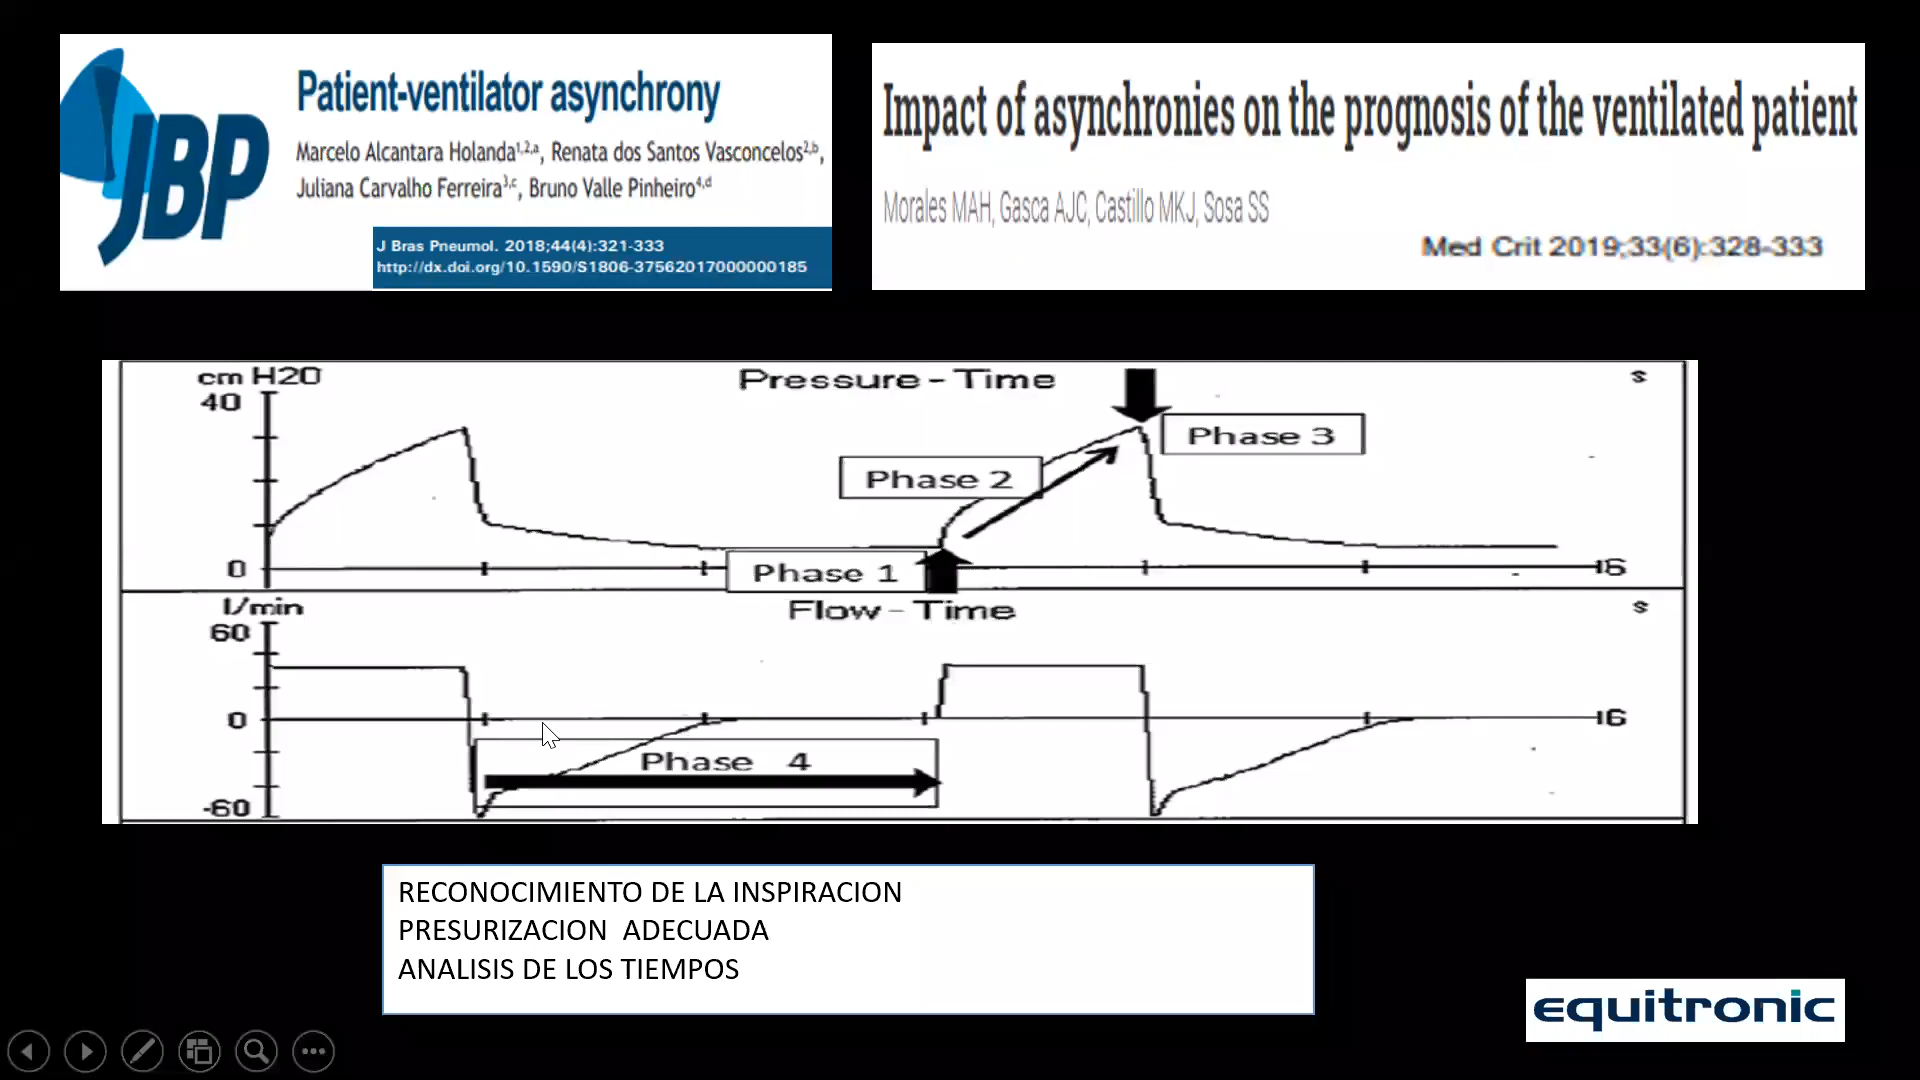 JBP
Patient-ventilator asynchrony
Marcelo Alcantara Holanda1,2,a, Renata dos Santos Vasconcelos2,b,
Juliana Carvalho Ferreira3,c, Bruno Valle Pinheiro4,d
J Bras Pneumol. 2018;44(4):321-333
http://dx.doi.org/10.1590/S1806-37562017000000185
Impact of asynchronies on the prognosis of the ventilated patient
Morales MAH, Gasca AJC, Castillo MKJ, Sosa SS
Med Crit 2019;33(6):328-333
cm H2O
Pressure - Time
s
40
Phase 3
Phase 2
0
Phase 1
6
l/min
Flow - Time
s
60
0
6
Phase 4
-60
RECONOCIMIENTO DE LA INSPIRACION
PRESURIZACION ADECUADA
ANALISIS DE LOS TIEMPOS
equitronic